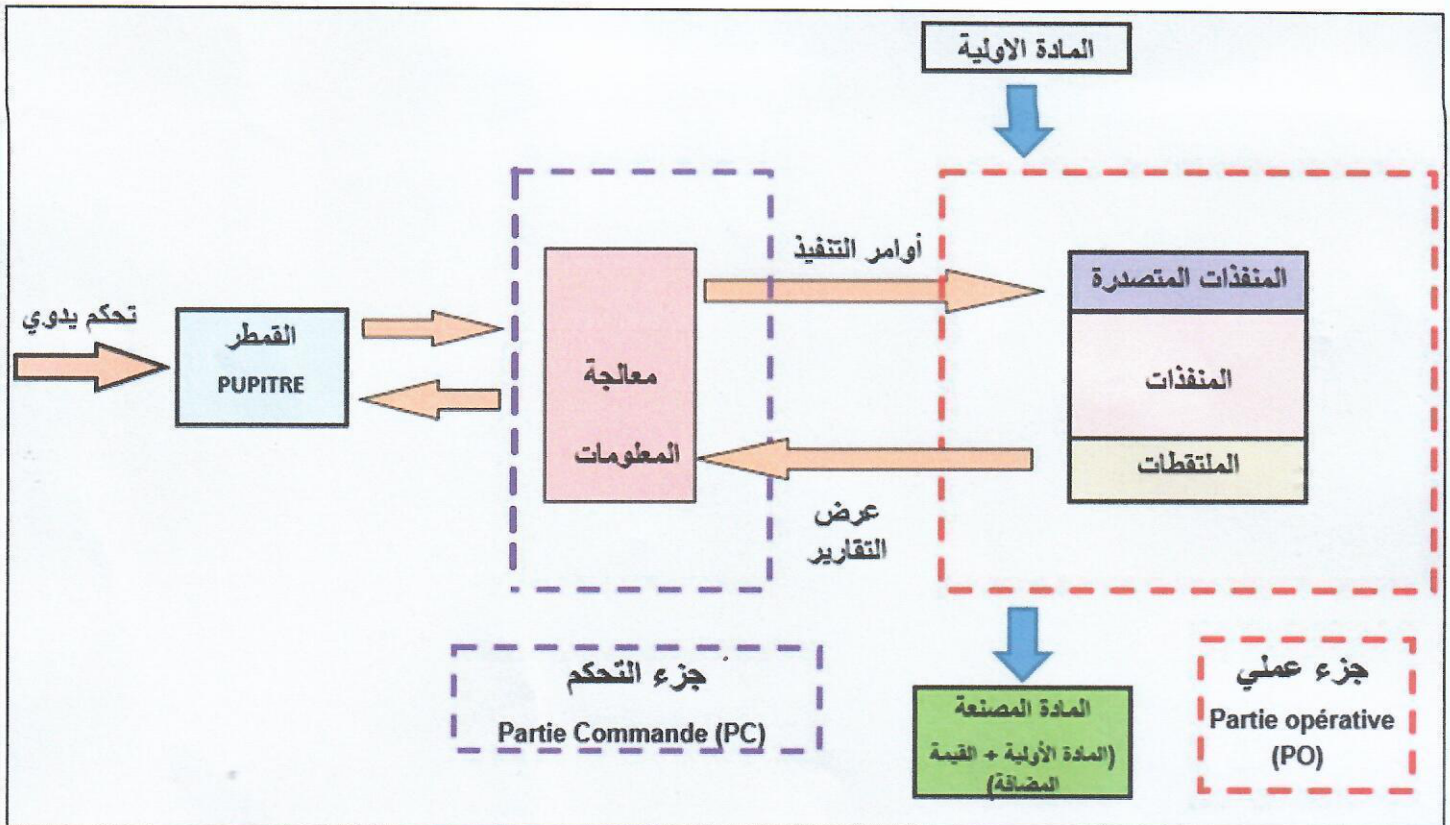 المادة الاولية
أوامر التنفيذ
المنفذات المتصدرة
تحكم يدوي
القمطر
PUPITRE
معالجة
المعلومات
المنفذات
الملتقطات
عرض
التقارير
جزء التحكم
Partie Commande (PC)
المادة المصنعة
(المادة الأولية + القيمة
المضافة)
جزء عملي
Partie opérative
(PO)